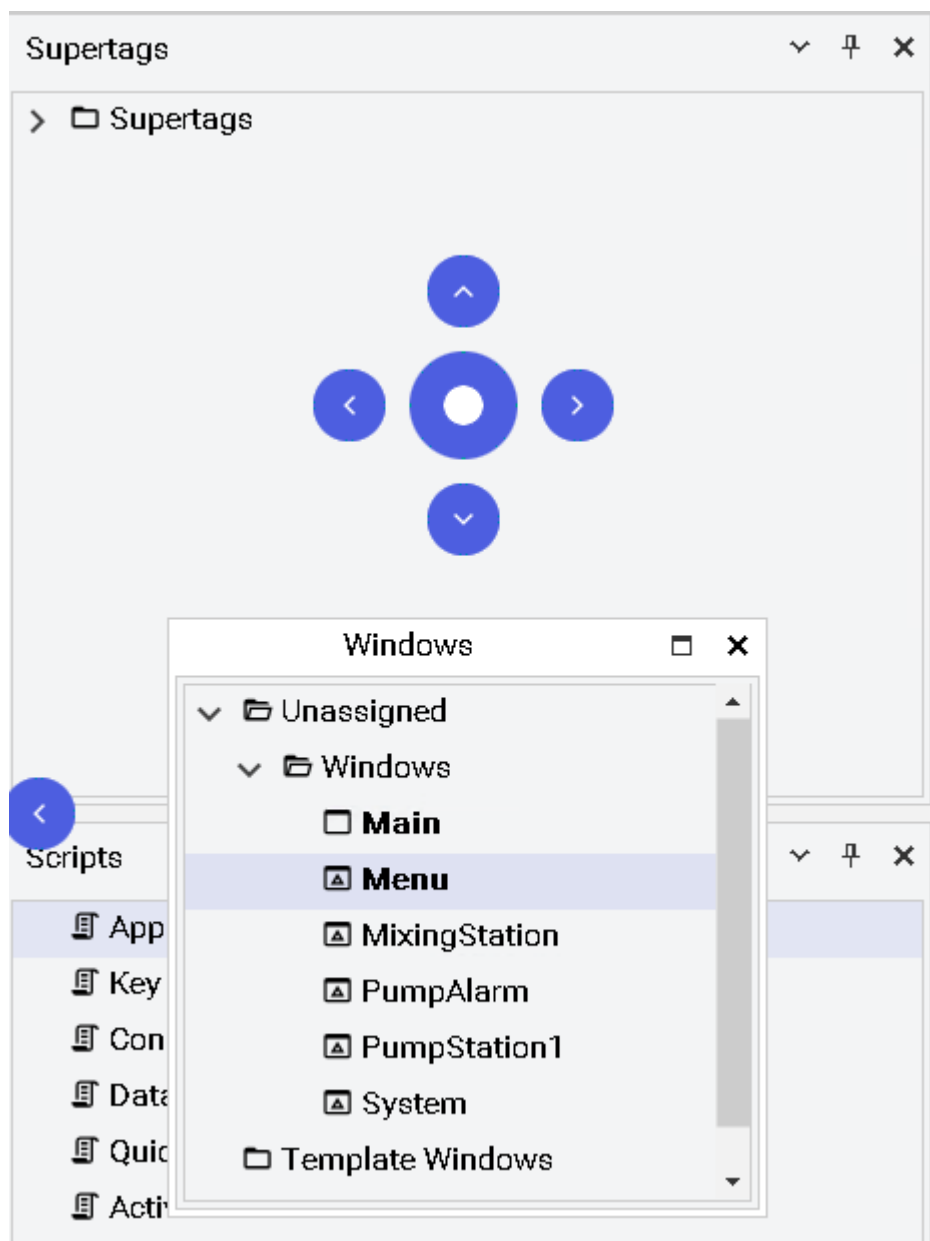 Supertags
Supertags
Windows
Unassigned
Windows
Main
Menu
MixingStation
PumpAlarm
PumpStation1
System
Template Windows
Scripts
App
Key
Con
Data
Quic
Acti